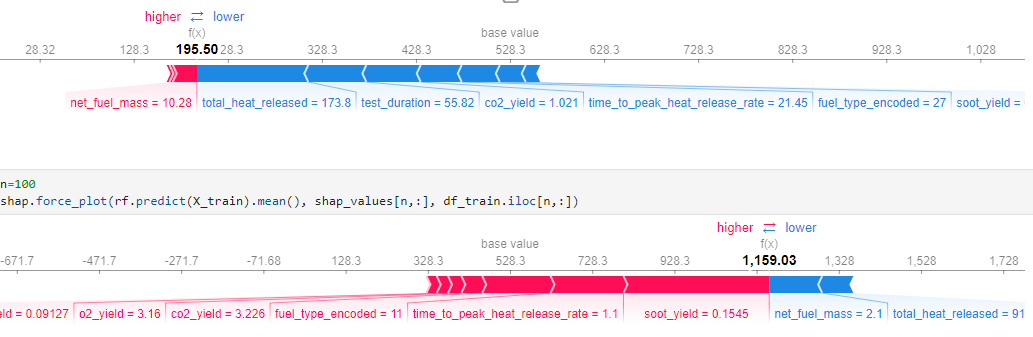 higher ⇄ lower
f(x)
base value
28.32 128.3 195.50 28.3 328.3 428.3 528.3 628.3 728.3 828.3 928.3 1,028
net_fuel_mass = 10.28 total_heat_released = 173.8 test_duration = 55.82 co2_yield = 1.021 time_to_peak_heat_release_rate = 21.45 fuel_type_encoded = 27 soot_yield =
n=100
shap.force_plot(rf.predict(X_train).mean(), shap_values[n,:], df_train.iloc[n,:])
higher ⇄ lower
base value f(x)
-671.7 -471.7 -271.7 -71.68 128.3 328.3 528.3 728.3 928.3 1,159.03 1,328 1,528 1,728
eld = 0.09127 o2_yield = 3.16 co2_yield = 3.226 fuel_type_encoded = 11 time_to_peak_heat_release_rate = 1.1 soot_yield = 0.1545 net_fuel_mass = 2.1 total_heat_released = 91